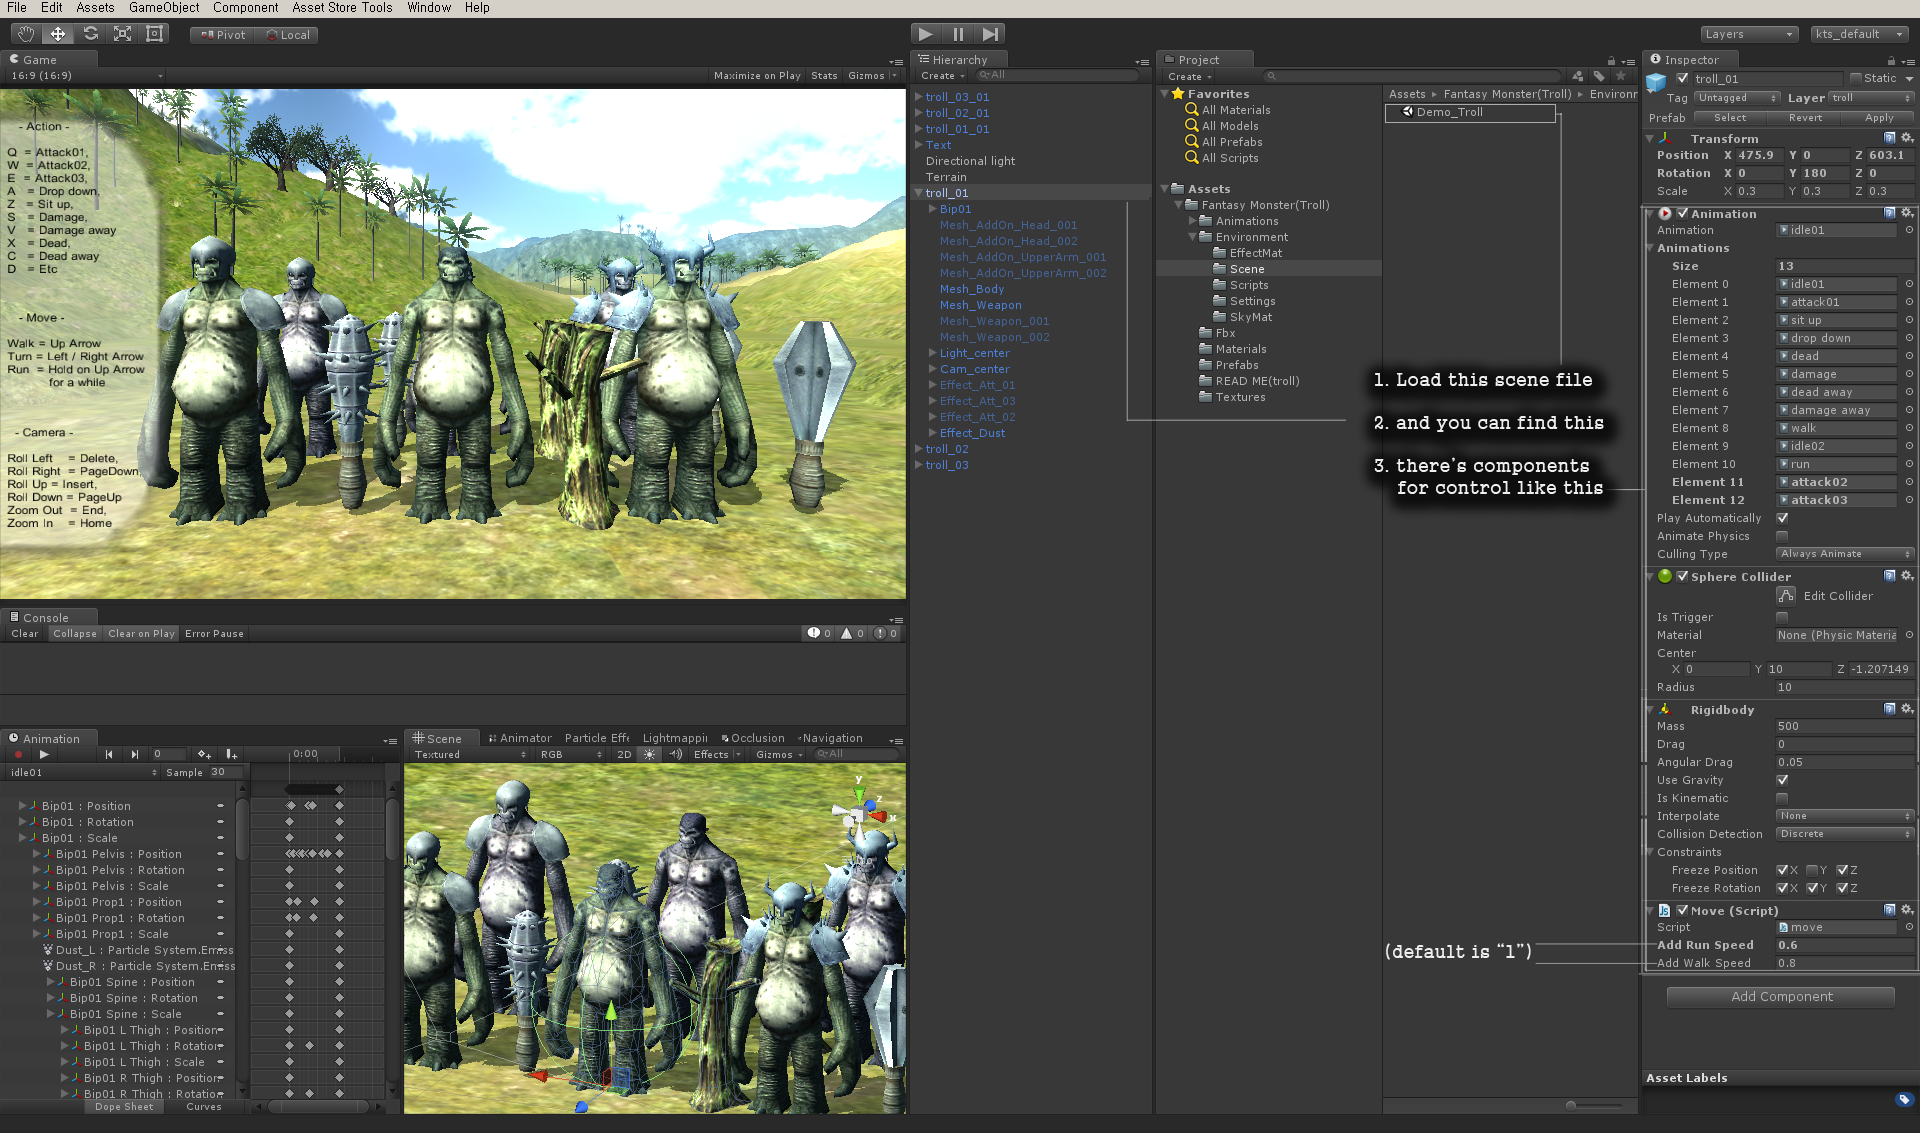 File Edit Assets GameObject Component Asset Store Tools Window Help
Pivot Local
Layers kts_default
Game
16:9 (16:9) Maximize on Play Stats Gizmos
- Action -
Q = Attack01,
W = Attack02,
E = Attack03,
A = Drop down,
Z = Sit up,
S = Damage,
V = Damage away
X = Dead,
C = Dead away
D = Etc
- Move -
Walk = Up Arrow
Turn = Left / Right Arrow
Run = Hold on Up Arrow
for a while
- Camera -
Roll Left = Delete,
Roll Right = PageDown,
Roll Up = Insert,
Roll Down = PageUp
Zoom Out = End,
Zoom In = Home
Console
Clear Collapse Clear on Play Error Pause 0 0 0
Animation
0 0:00
idle01 Sample 30
Bip01 : Position
Bip01 : Rotation
Bip01 : Scale
Bip01 Pelvis : Position
Bip01 Pelvis : Rotation
Bip01 Pelvis : Scale
Bip01 Prop1 : Position
Bip01 Prop1 : Rotation
Bip01 Prop1 : Scale
Dust_L : Particle System.Emiss
Dust_R : Particle System.Emiss
Bip01 Spine : Position
Bip01 Spine : Rotation
Bip01 Spine : Scale
Bip01 L Thigh : Position
Bip01 L Thigh : Rotation
Bip01 L Thigh : Scale
Bip01 R Thigh : Position
Bip01 R Thigh : Rotation
Dope Sheet Curves
Scene Animator Particle Effe Lightmappi Occlusion Navigation
Textured RGB 2D Effects Gizmos All
y
z
x
Hierarchy
Create All
troll_03_01
troll_02_01
troll_01_01
Text
Directional light
Terrain
troll_01
Bip01
Mesh_AddOn_Head_001
Mesh_AddOn_Head_002
Mesh_AddOn_UpperArm_001
Mesh_AddOn_UpperArm_002
Mesh_Body
Mesh_Weapon
Mesh_Weapon_001
Mesh_Weapon_002
Light_center
Cam_center
Effect_Att_01
Effect_Att_03
Effect_Att_02
Effect_Dust
troll_02
troll_03
Project
Create
Favorites
All Materials
All Models
All Prefabs
All Scripts
Assets
Fantasy Monster(Troll)
Animations
Environment
EffectMat
Scene
Scripts
Settings
SkyMat
Fbx
Materials
Prefabs
READ ME(troll)
Textures
Assets Fantasy Monster(Troll) Environr
Demo_Troll
1. Load this scene file
2. and you can find this
3. there's components
for control like this
(default is "1")
Inspector
troll_01 Static
Tag Untagged Layer troll
Prefab Select Revert Apply
Transform
Position X 475.9 Y 0 Z 603.1
Rotation X 0 Y 180 Z 0
Scale X 0.3 Y 0.3 Z 0.3
Animation
Animation idle01
Animations
Size 13
Element 0 idle01
Element 1 attack01
Element 2 sit up
Element 3 drop down
Element 4 dead
Element 5 damage
Element 6 dead away
Element 7 damage away
Element 8 walk
Element 9 idle02
Element 10 run
Element 11 attack02
Element 12 attack03
Play Automatically
Animate Physics
Culling Type Always Animate
Sphere Collider
Edit Collider
Is Trigger
Material None (Physic Materia
Center
X 0 Y 10 Z -1.207149
Radius 10
Rigidbody
Mass 500
Drag 0
Angular Drag 0.05
Use Gravity
Is Kinematic
Interpolate None
Collision Detection Discrete
Constraints
Freeze Position X Y Z
Freeze Rotation X Y Z
Move (Script)
Script move
Add Run Speed 0.6
Add Walk Speed 0.8
Add Component
Asset Labels